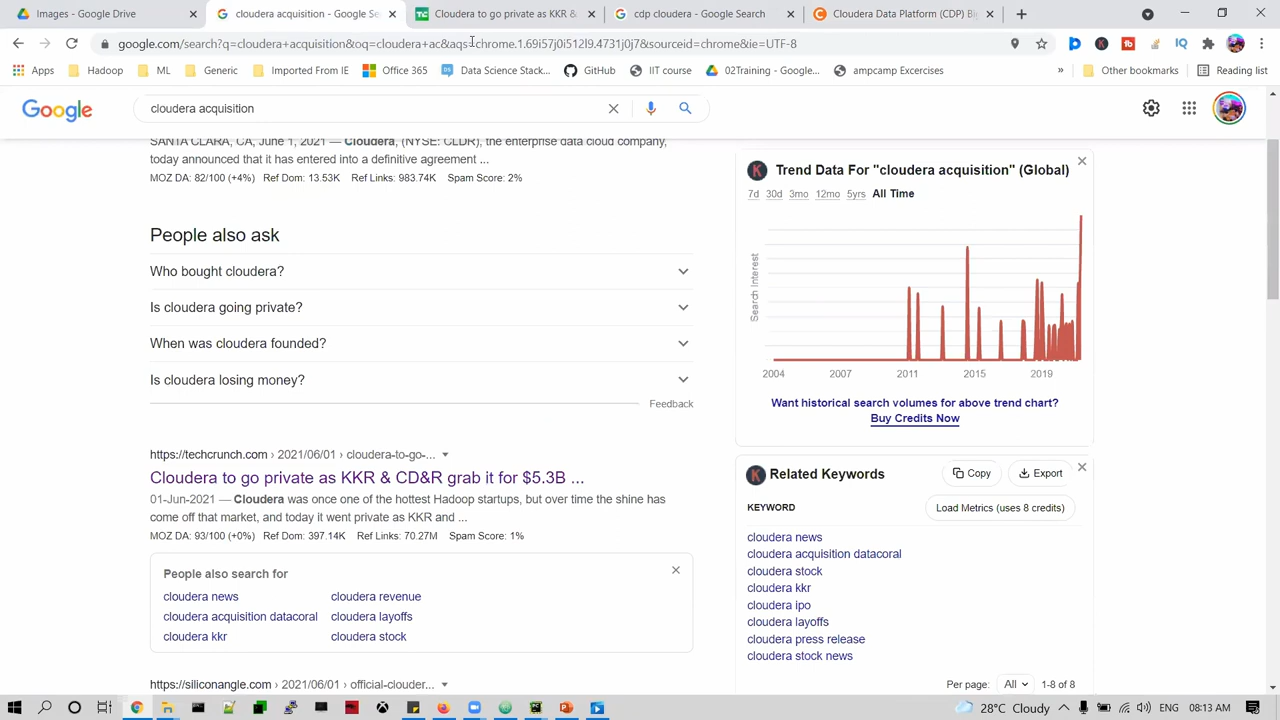 Images - Google Drive
cloudera acquisition - Google Se
Cloudera to go private as KKR &
cdp cloudera - Google Search
Cloudera Data Platform (CDP) Big
google.com/search?q=cloudera+acquisition&oq=cloudera+ac&aqs=chrome.1.69i57j0i512l9.4731j0j7&sourceid=chrome&ie=UTF-8
Apps
Hadoop
ML
Generic
Imported From IE
Office 365
Data Science Stack...
GitHub
IIT course
02Training - Google...
ampcamp Excercises
»
Other bookmarks
Reading list
Google
cloudera acquisition
SANTA CLARA, CA, June 1, 2021 — Cloudera, (NYSE: CLDR), the enterprise data cloud company,
today announced that it has entered into a definitive agreement ...
MOZ DA: 82/100 (+4%) Ref Dom: 13.53K Ref Links: 983.74K Spam Score: 2%
People also ask
Who bought cloudera?
Is cloudera going private?
When was cloudera founded?
Is cloudera losing money?
Feedback
https://techcrunch.com › 2021/06/01 › cloudera-to-go-...
Cloudera to go private as KKR & CD&R grab it for $5.3B ...
01-Jun-2021 — Cloudera was once one of the hottest Hadoop startups, but over time the shine has
come off that market, and today it went private as KKR and ...
MOZ DA: 93/100 (+0%) Ref Dom: 397.14K Ref Links: 70.27M Spam Score: 1%
People also search for
cloudera news
cloudera revenue
cloudera acquisition datacoral
cloudera layoffs
cloudera kkr
cloudera stock
https://siliconangle.com › 2021/06/01 › official-clouder...
Trend Data For "cloudera acquisition" (Global)
7d 30d 3mo 12mo 5yrs All Time
Search Interest
2004 2007 2011 2015 2019
Want historical search volumes for above trend chart?
Buy Credits Now
Related Keywords
Copy
Export
KEYWORD
Load Metrics (uses 8 credits)
cloudera news
cloudera acquisition datacoral
cloudera stock
cloudera kkr
cloudera ipo
cloudera layoffs
cloudera press release
cloudera stock news
Per page: All 1-8 of 8
28°C Cloudy
ENG
08:13 AM